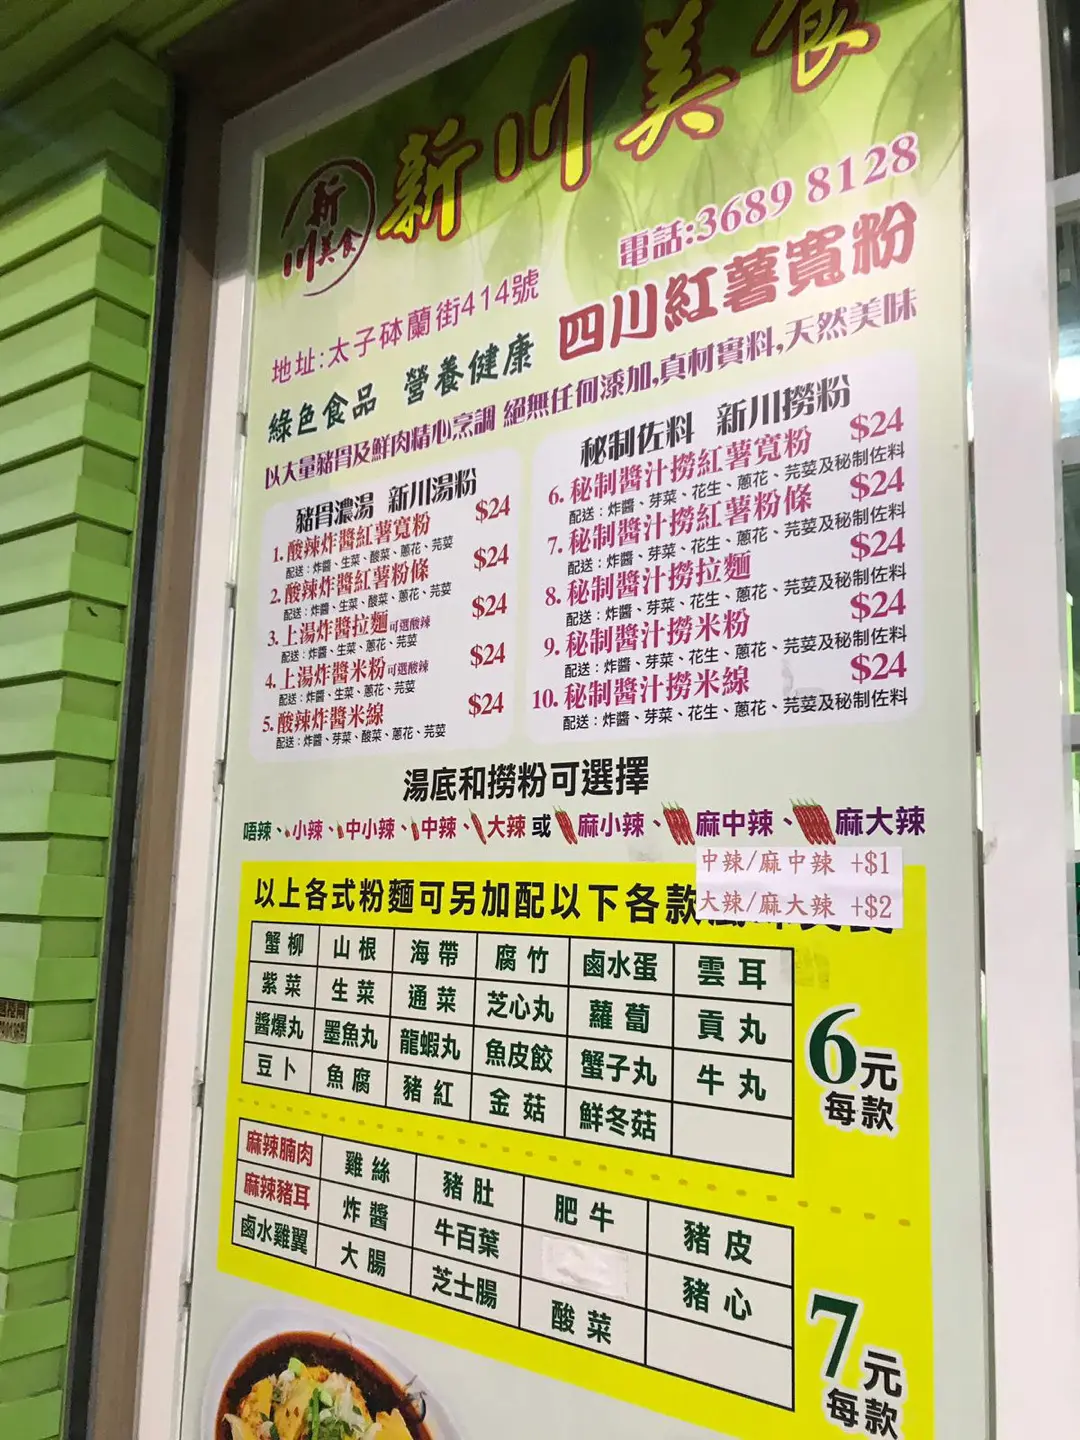 新川美食
新川美食
電話:3689 8128
地址:太子砵蘭街414號
綠色食品 營養健康 四川紅薯寬粉
以大量豬骨及鮮肉精心烹調 絕無任何添加,真材實料,天然美味
豬骨濃湯 新川湯粉
1. 酸辣炸醬紅薯寬粉 $24
配送：炸醬、生菜、酸菜、蔥花、芫荽
2. 酸辣炸醬紅薯粉條 $24
配送：炸醬、生菜、酸菜、蔥花、芫荽
3. 上湯炸醬拉麵可選酸辣 $24
配送：炸醬、生菜、蔥花、芫荽
4. 上湯炸醬米粉可選酸辣 $24
配送：炸醬、生菜、蔥花、芫荽
5. 酸辣炸醬米線 $24
配送：炸醬、芽菜、酸菜、蔥花、芫荽
秘制佐料 新川撈粉
6. 秘制醬汁撈紅薯寬粉 $24
配送：炸醬、芽菜、花生、蔥花、芫荽及秘制佐料
7. 秘制醬汁撈紅薯粉條 $24
配送：炸醬、芽菜、花生、蔥花、芫荽及秘制佐料
8. 秘制醬汁撈拉麵 $24
配送：炸醬、芽菜、花生、蔥花、芫荽及秘制佐料
9. 秘制醬汁撈米粉 $24
配送：炸醬、芽菜、花生、蔥花、芫荽及秘制佐料
10. 秘制醬汁撈米線 $24
配送：炸醬、芽菜、花生、蔥花、芫荽及秘制佐料
湯底和撈粉可選擇
唔辣、小辣、中小辣、中辣、大辣 或 麻小辣、麻中辣、麻大辣
中辣/麻中辣 +$1
大辣/麻大辣 +$2
以上各式粉麵可另加配以下各款
蟹柳 山根 海帶 腐竹 鹵水蛋 雲耳
紫菜 生菜 通菜 芝心丸 蘿蔔 貢丸
醬爆丸 墨魚丸 龍蝦丸 魚皮餃 蟹子丸 牛丸
豆卜 魚腐 豬紅 金菇 鮮冬菇
6元
每款
麻辣腩肉 雞絲 豬肚 肥牛 豬皮
麻辣豬耳 炸醬 牛百葉 豬心
鹵水雞翼 大腸 芝士腸 酸菜
7元
每款